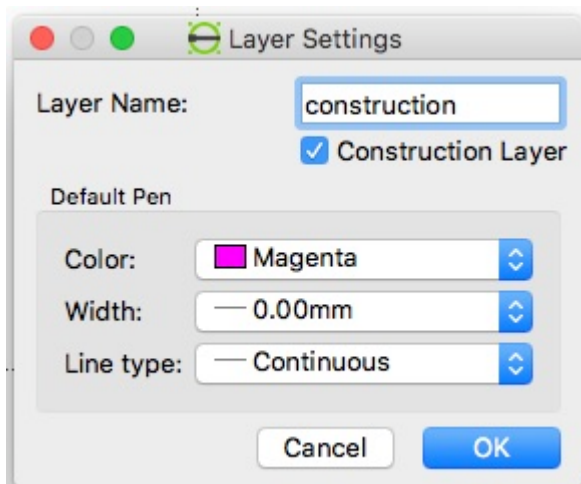 Layer Settings
Layer Name: construction
Construction Layer
Default Pen
Color: Magenta
Width: 0.00mm
Line type: Continuous
Cancel OK